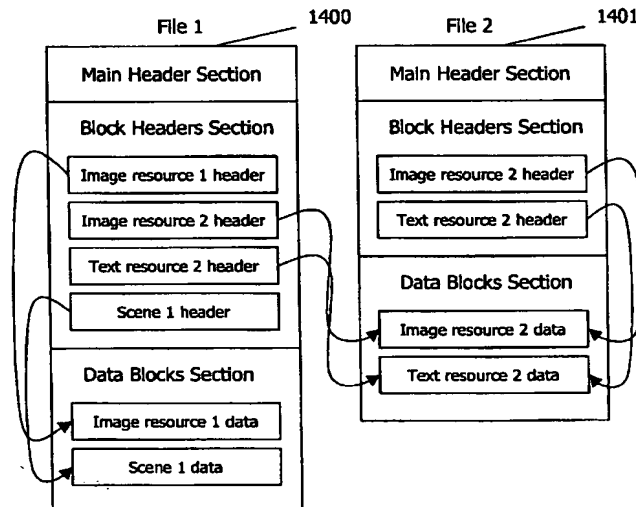 File 1
1400
Main Header Section
Block Headers Section
Image resource 1 header
Image resource 2 header
Text resource 2 header
Scene 1 header
Data Blocks Section
Image resource 1 data
Scene 1 data
File 2
1401
Main Header Section
Block Headers Section
Image resource 2 header
Text resource 2 header
Data Blocks Section
Image resource 2 data
Text resource 2 data